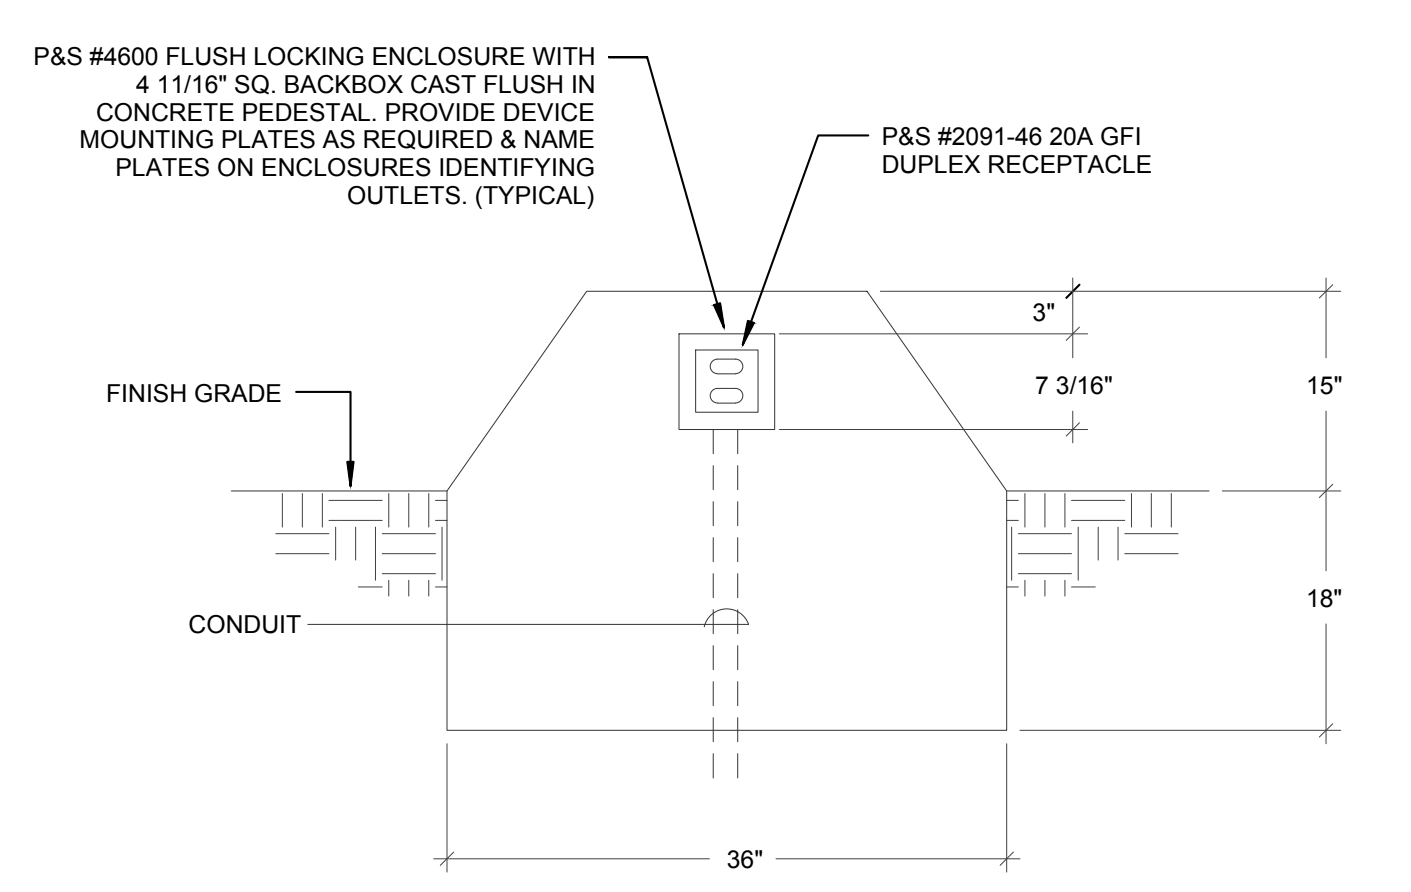 P&S #4600 FLUSH LOCKING ENCLOSURE WITH
4 11/16" SQ. BACKBOX CAST FLUSH IN
CONCRETE PEDESTAL. PROVIDE DEVICE
MOUNTING PLATES AS REQUIRED & NAME
PLATES ON ENCLOSURES IDENTIFYING
OUTLETS. (TYPICAL)
P&S #2091-46 20A GFI
DUPLEX RECEPTACLE
3"
7 3/16"
15"
FINISH GRADE
18"
CONDUIT
36"